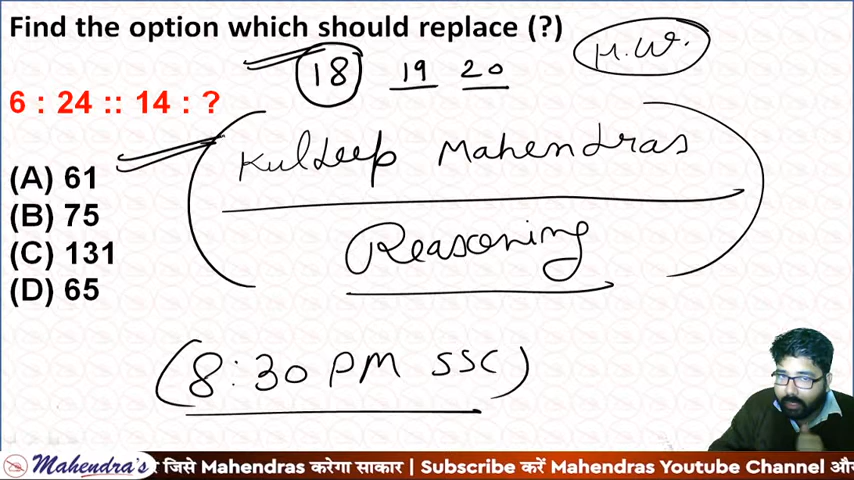 Find the option which should replace (?)
H.W.
18 19 20
6 : 24 :: 14 : ?
Kuldeep Mahendras
Reasoning
(A) 61
(B) 75
(C) 131
(D) 65
(8:30 PM SSC)
Mahendra's
जिसे Mahendras करेगा साकार | Subscribe करें Mahendras Youtube Channel